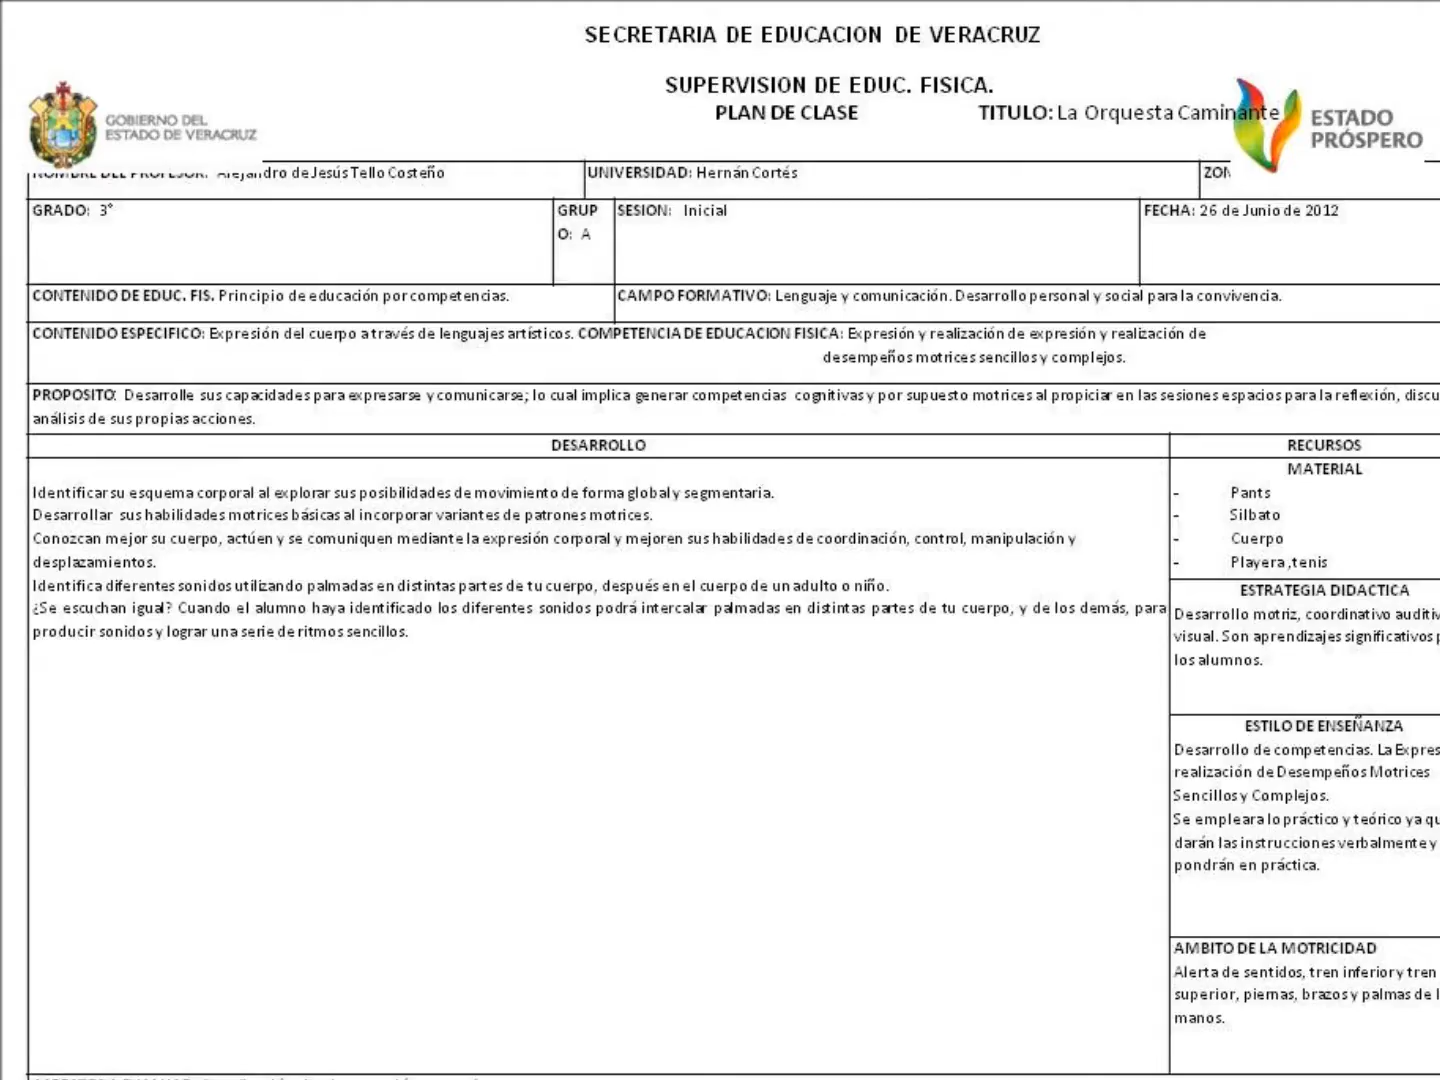 SECRETARIA DE EDUCACION DE VERACRUZ
SUPERVISION DE EDUC. FISICA.
PLAN DE CLASE TITULO: La Orquesta Caminante
GOBIERNO DEL
ESTADO DE VERACRUZ
ESTADO
PRÓSPERO
NOMBRE DEL PROFESOR: Alejandro de Jesús Tello Costeño
UNIVERSIDAD: Hernán Cortés
GRADO: 3°
GRUP
O: A
SESION: Inicial
FECHA: 26 de Junio de 2012
CONTENIDO DE EDUC. FIS. Principio de educación por competencias.
CAMPO FORMATIVO: Lenguaje y comunicación. Desarrollo personal y social para la convivencia.
CONTENIDO ESPECIFICO: Expresión del cuerpo a través de lenguajes artísticos. COMPETENCIA DE EDUCACION FISICA: Expresión y realización de expresión y realización de
desempeños motrices sencillos y complejos.
PROPOSITO: Desarrolle sus capacidades para expresarse y comunicarse; lo cual implica generar competencias cognitivas y por supuesto motrices al propiciar en las sesiones espacios para la reflexión,
análisis de sus propias acciones.
DESARROLLO
Identificar su esquema corporal al explorar sus posibilidades de movimiento de forma global y segmentaria.
Desarrollar sus habilidades motrices básicas al incorporar variantes de patrones motrices.
Conozcan mejor su cuerpo, actúen y se comuniquen mediante la expresión corporal y mejoren sus habilidades de coordinación, control, manipulación y
desplazamientos.
Identifica diferentes sonidos utilizando palmadas en distintas partes de tu cuerpo, después en el cuerpo de un adulto o niño.
¿Se escuchan igual? Cuando el alumno haya identificado los diferentes sonidos podrá intercalar palmadas en distintas partes de tu cuerpo, y de los demás, para
producir sonidos y lograr una serie de ritmos sencillos.
RECURSOS
MATERIAL
- Pants
- Silbato
- Cuerpo
- Playera ,tenis
ESTRATEGIA DIDACTICA
Desarrollo motriz, coordinativo
visual. Son aprendizajes significativos
los alumnos.
ESTILO DE ENSEÑANZA
Desarrollo de competencias. La
realización de Desempeños Motrices
Sencillos y Complejos.
Se empleara lo práctico y teórico ya
darán las instrucciones verbalmente y
pondrán en práctica.
AMBITO DE LA MOTRICIDAD
Alerta de sentidos, tren inferior y tren
superior, piernas, brazos y palmas de
manos.